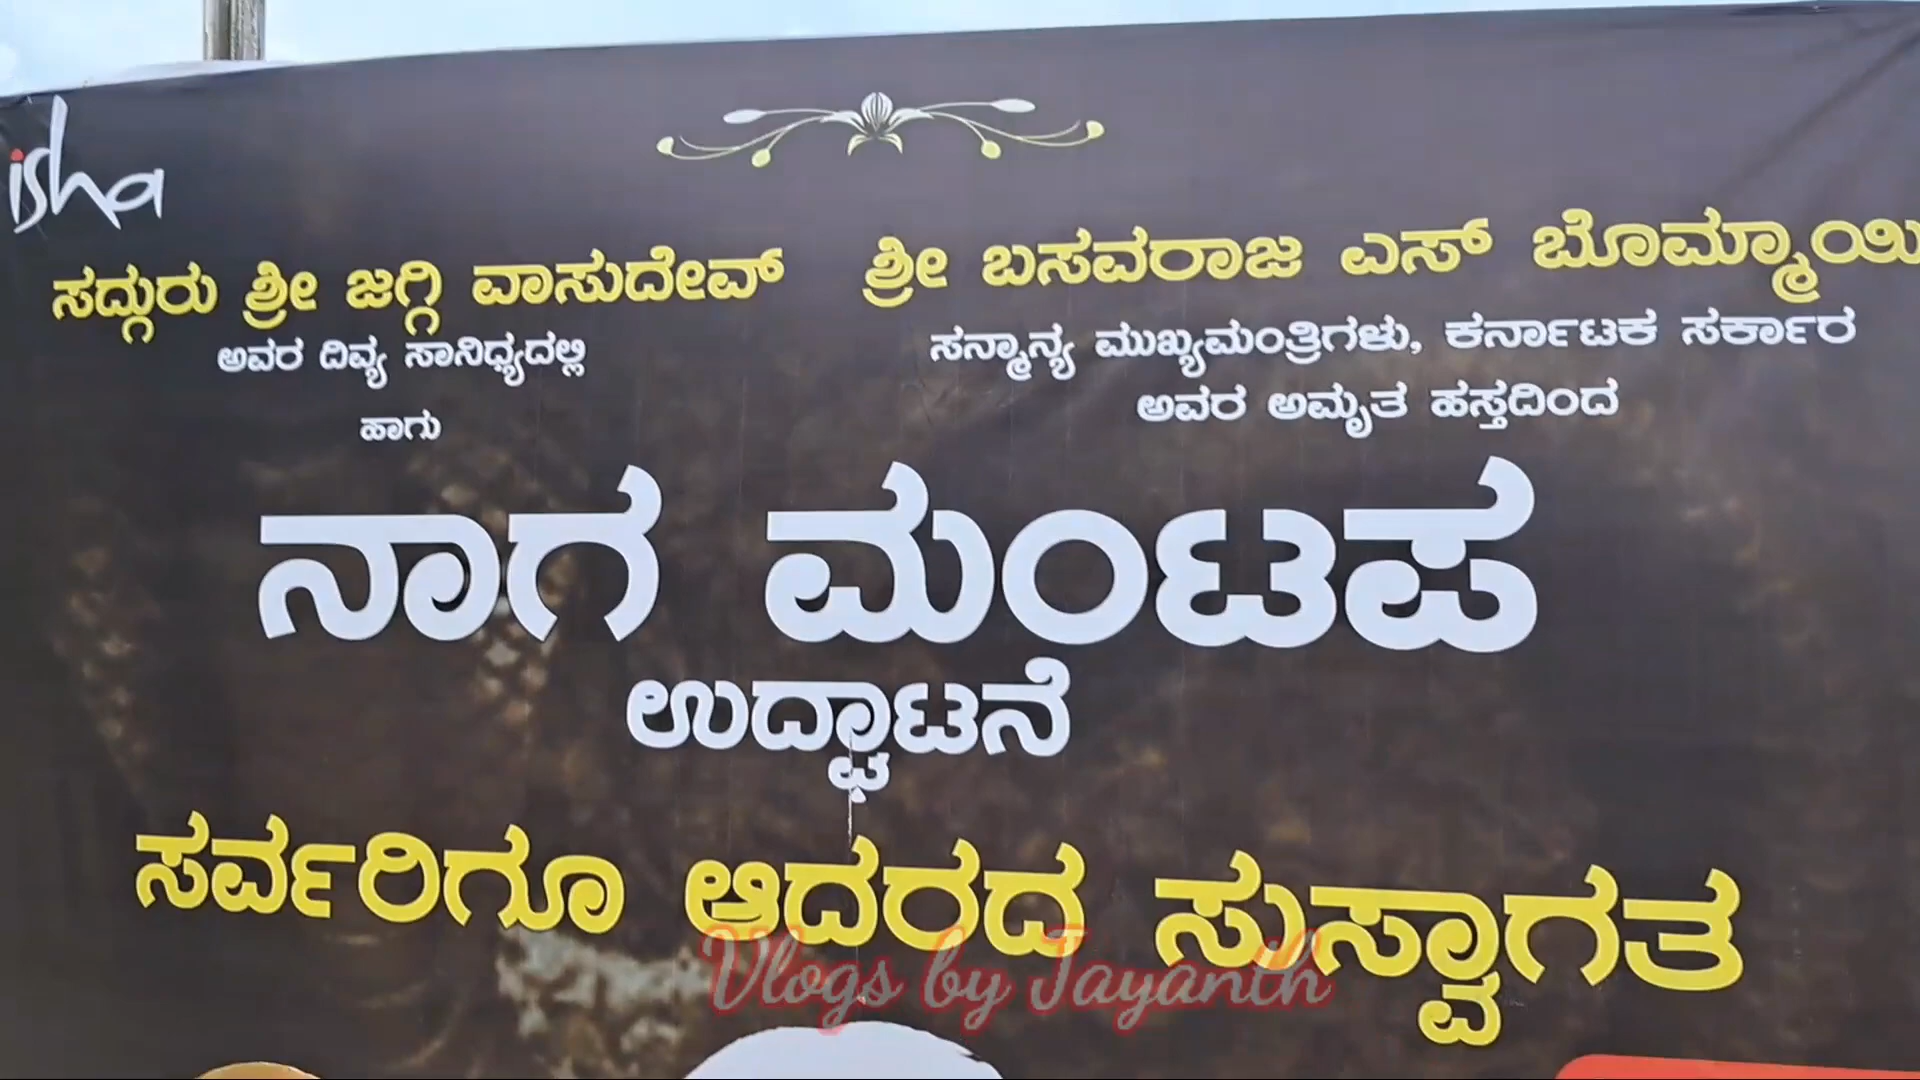 isha
ಸದ್ಗುರು ಶ್ರೀ ಜಗ್ಗಿ ವಾಸುದೇವ್
ಅವರ ದಿವ್ಯ ಸಾನಿಧ್ಯದಲ್ಲಿ
ಹಾಗು
ಶ್ರೀ ಬಸವರಾಜ ಎಸ್ ಬೊಮ್ಮಾಯಿ
ಸನ್ಮಾನ್ಯ ಮುಖ್ಯಮಂತ್ರಿಗಳು, ಕರ್ನಾಟಕ ಸರ್ಕಾರ
ಅವರ ಅಮೃತ ಹಸ್ತದಿಂದ
ನಾಗ ಮಂಟಪ
ಉದ್ಘಾಟನೆ
ಸರ್ವರಿಗೂ ಆದರದ ಸುಸ್ವಾಗತ
Vlogs by Jayanth